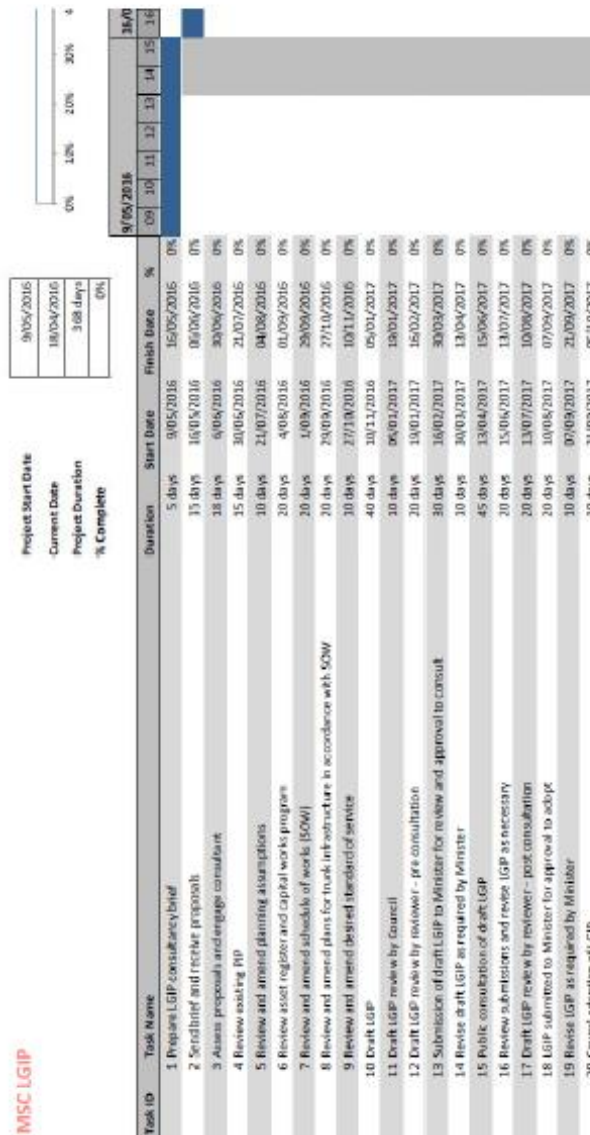 MSC LGIP
Project Start Date 9/05/2016
Current Date 18/04/2016
Project Duration 368 days
% Complete 0%
0% 10% 20% 30% 4
9/05/2016 16/0
Task ID Task Name Duration Start Date Finish Date % 09 10 11 12 13 14 15 16
1 Prepare LGIP consultancy brief 5 days 9/05/2016 16/05/2016 0%
2 Send brief and receive proposals 15 days 16/05/2016 06/06/2016 0%
3 Assess proposals and engage consultant 18 days 6/06/2016 30/06/2016 0%
4 Review existing PIP 15 days 30/06/2016 21/07/2016 0%
5 Review and amend planning assumptions 10 days 21/07/2016 04/08/2016 0%
6 Review asset register and capital works program 20 days 4/08/2016 01/09/2016 0%
7 Review and amend schedule of works (SOW) 20 days 1/09/2016 29/09/2016 0%
8 Review and amend plans for trunk infrastructure in accordance with SOW 20 days 29/09/2016 27/10/2016 0%
9 Review and amend desired standard of service 10 days 27/10/2016 10/11/2016 0%
10 Draft LGIP 40 days 10/11/2016 05/01/2017 0%
11 Draft LGIP review by Council 10 days 05/01/2017 19/01/2017 0%
12 Draft LGIP review by reviewer - pre consultation 20 days 19/01/2017 16/02/2017 0%
13 Submission of draft LGIP to Minister for review and approval to consult 30 days 16/02/2017 30/03/2017 0%
14 Revise draft LGIP as required by Minister 10 days 30/03/2017 13/04/2017 0%
15 Public consultation of draft LGIP 45 days 13/04/2017 15/06/2017 0%
16 Review submissions and revise LGIP as necessary 20 days 15/06/2017 13/07/2017 0%
17 Draft LGIP review by reviewer - post consultation 20 days 13/07/2017 10/08/2017 0%
18 LGIP submitted to Minister for approval to adopt 20 days 10/08/2017 07/09/2017 0%
19 Revise LGIP as required by Minister 10 days 07/09/2017 21/09/2017 0%